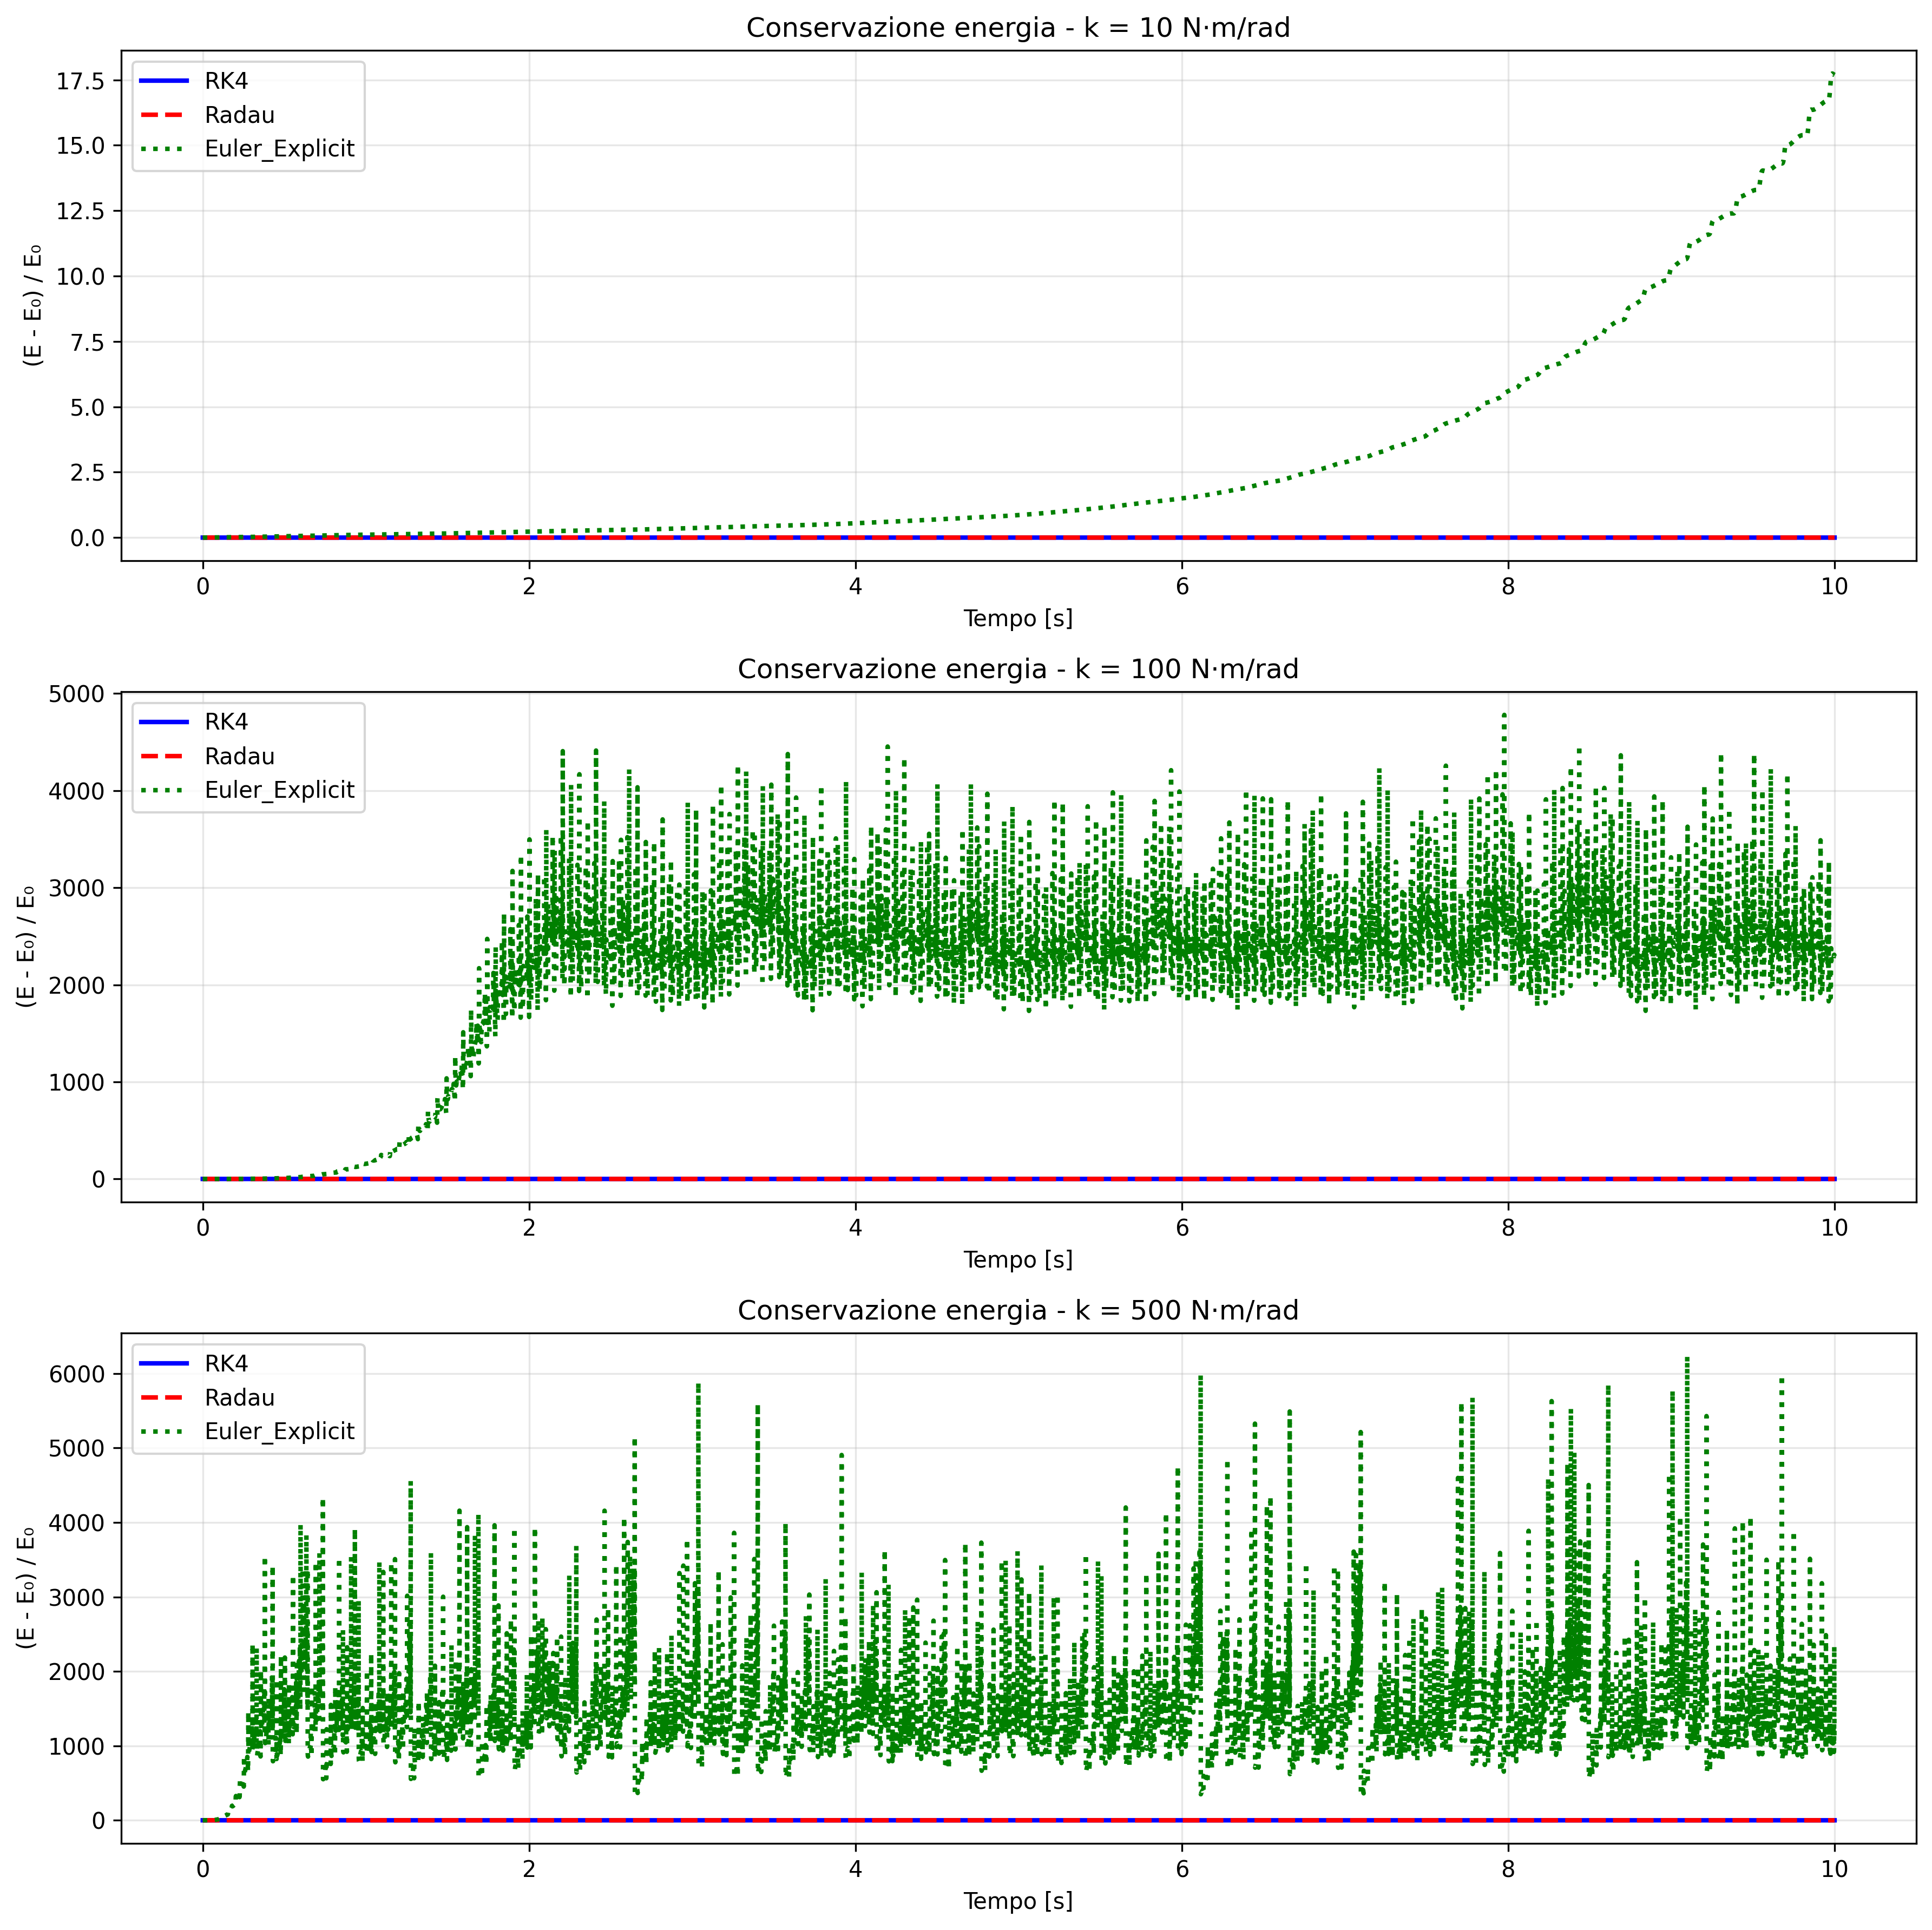 Conservazione energia - k = 10 N·m/rad
RK4
Radau
Euler_Explicit
17.5
15.0
12.5
10.0
7.5
5.0
2.5
0.0
(E - E₀) / E₀
0 2 4 6 8 10
Tempo [s]
Conservazione energia - k = 100 N·m/rad
RK4
Radau
Euler_Explicit
5000
4000
3000
2000
1000
0
(E - E₀) / E₀
0 2 4 6 8 10
Tempo [s]
Conservazione energia - k = 500 N·m/rad
RK4
Radau
Euler_Explicit
6000
5000
4000
3000
2000
1000
0
(E - E₀) / E₀
0 2 4 6 8 10
Tempo [s]